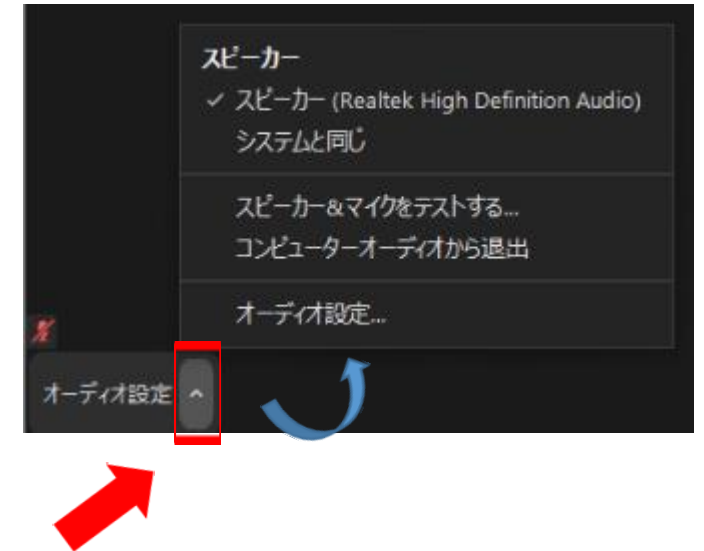 スピーカー
✓ スピーカー (Realtek High Definition Audio)
システムと同じ
スピーカー&マイクをテストする...
コンピューターオーディオから退出
オーディオ設定...
オーディオ設定 ^